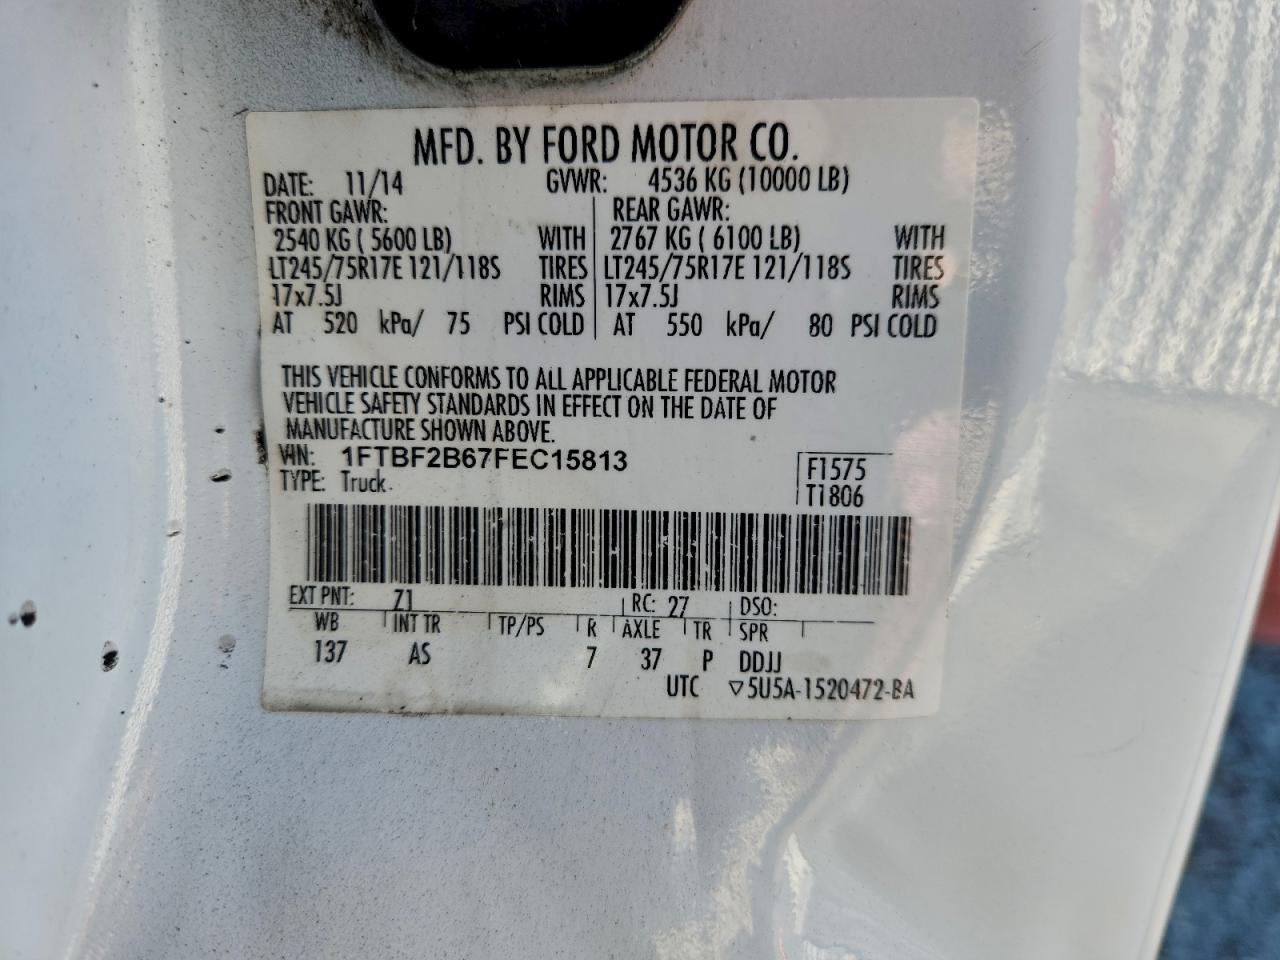 MFD. BY FORD MOTOR CO.
DATE: 11/14 GVWR: 4536 KG (10000 LB)
FRONT GAWR: REAR GAWR:
2540 KG ( 5600 LB) WITH 2767 KG ( 6100 LB) WITH
LT245/75R17E 121/118S TIRES LT245/75R17E 121/118S TIRES
17x7.5J RIMS 17x7.5J RIMS
AT 520 kPa/ 75 PSI COLD AT 550 kPa/ 80 PSI COLD
THIS VEHICLE CONFORMS TO ALL APPLICABLE FEDERAL MOTOR
VEHICLE SAFETY STANDARDS IN EFFECT ON THE DATE OF
MANUFACTURE SHOWN ABOVE.
VIN: 1FTBF2B67FEC15813
TYPE: Truck
F1575
T1806
EXT PNT: Z1 RC: 27 DSO:
WB INT TR TP/PS R AXLE TR SPR
137 AS 7 37 P DDJJ
UTC ▽5U5A-1520472-BA